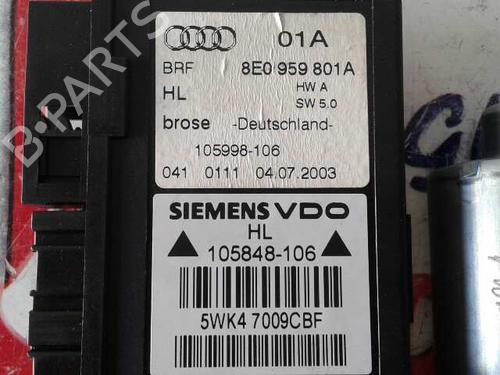 01A
BRF 8E0 959 801A
HL HW A
SW 5.0
brose -Deutschland-
105998-106
041 0111 04.07.2003
SIEMENS VDO
HL
105848-106
5WK4 7009CBF
B-PARTS